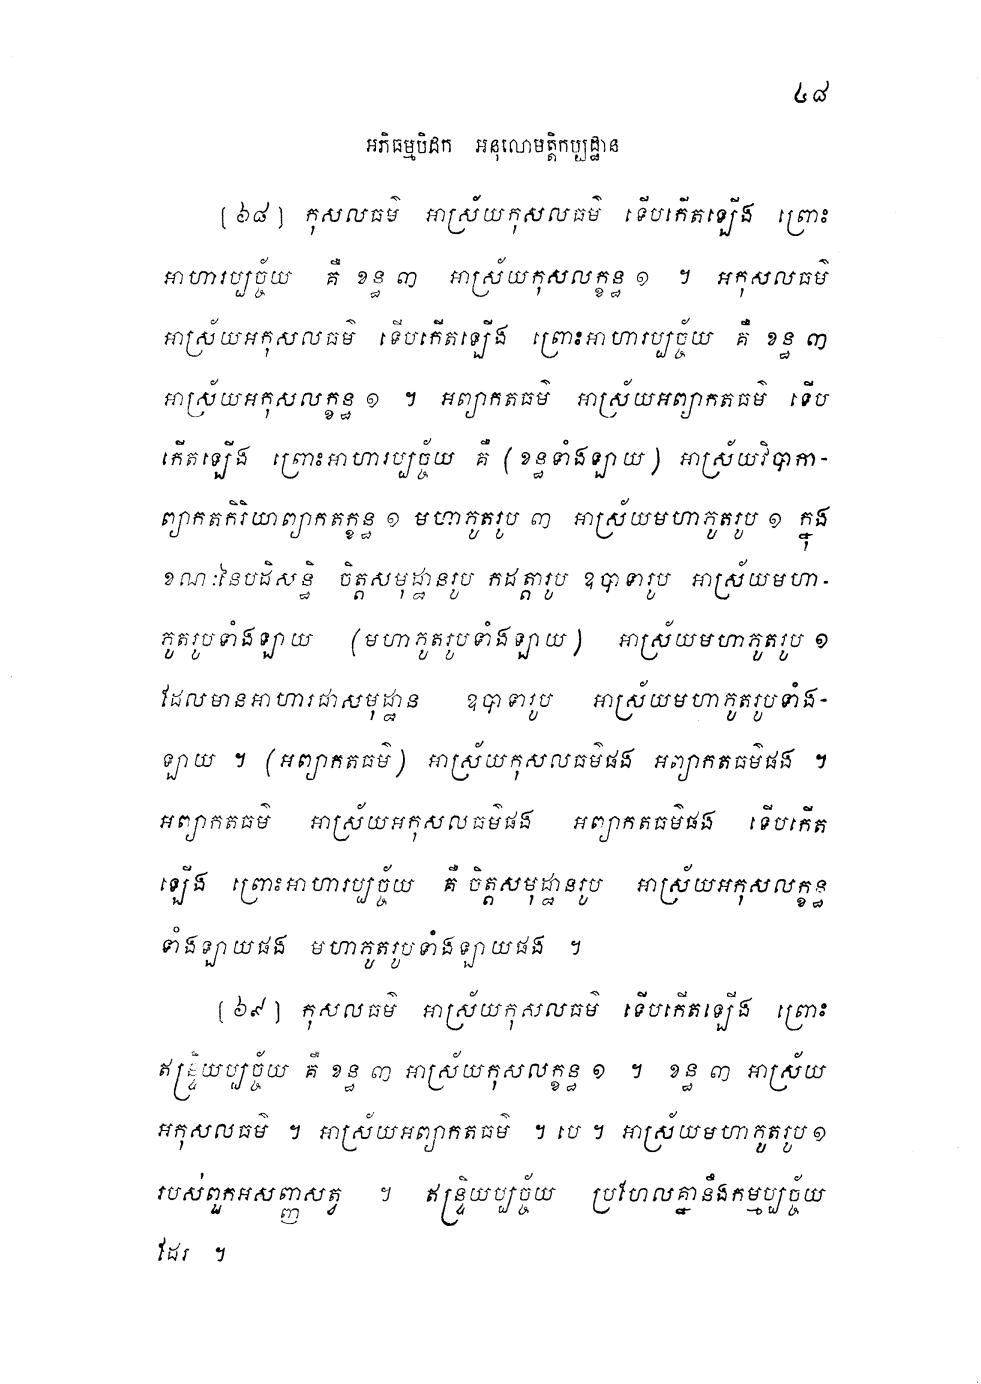 ៤៨
អភិធម្មបិដក អនុលោមត្តិកប្បដ្ឋាន
[៦៨] កុសលធម៌ អាស្រ័យកុសលធម៌ ទើបកើតឡើង ព្រោះ
អាហារប្បច្ច័យ គឺ ខន្ធ ៣ អាស្រ័យកុសលក្ខន្ធ ១ ។ អកុសលធម៌
អាស្រ័យអកុសលធម៌ ទើបកើតឡើង ព្រោះអាហារប្បច្ច័យ គឺ ខន្ធ ៣
អាស្រ័យអកុសលក្ខន្ធ ១ ។ អព្យាកតធម៌ អាស្រ័យអព្យាកតធម៌ ទើប
កើតឡើង ព្រោះអាហារប្បច្ច័យ គឺ (ខន្ធទាំងឡាយ) អាស្រ័យវិបាកា-
ព្យាកតកិរិយាព្យាកតក្ខន្ធ ១ មហាភូតរូប ៣ អាស្រ័យមហាភូតរូប ១ ក្នុង
ខណៈនៃបដិសន្ធិ ចិត្តសមុដ្ឋានរូប កដត្តារូប ឧបាទារូប អាស្រ័យមហា-
ភូតរូបទាំងឡាយ (មហាភូតរូបទាំងឡាយ) អាស្រ័យមហាភូតរូប ១
ដែលមានអាហារជាសមុដ្ឋាន ឧបាទារូប អាស្រ័យមហាភូតរូបទាំង-
ឡាយ ។ (អព្យាកតធម៌) អាស្រ័យកុសលធម៌ផង អព្យាកតធម៌ផង ។
អព្យាកតធម៌ អាស្រ័យអកុសលធម៌ផង អព្យាកតធម៌ផង ទើបកើត
ឡើង ព្រោះអាហារប្បច្ច័យ គឺ ចិត្តសមុដ្ឋានរូប អាស្រ័យអកុសលក្ខន្ធ
ទាំងឡាយផង មហាភូតរូបទាំងឡាយផង ។
[៦៩] កុសលធម៌ អាស្រ័យកុសលធម៌ ទើបកើតឡើង ព្រោះ
ឥន្ទ្រិយប្បច្ច័យ គឺ ខន្ធ ៣ អាស្រ័យកុសលក្ខន្ធ ១ ។ ខន្ធ ៣ អាស្រ័យ
អកុសលធម៌ ។ អាស្រ័យអព្យាកតធម៌ ។ បេ ។ អាស្រ័យមហាភូតរូប ១
របស់ពួកអសញ្ញសត្វ ។ ឥន្ទ្រិយប្បច្ច័យ ប្រហែលគ្នានឹងកម្មប្បច្ច័យ
ដែរ ។